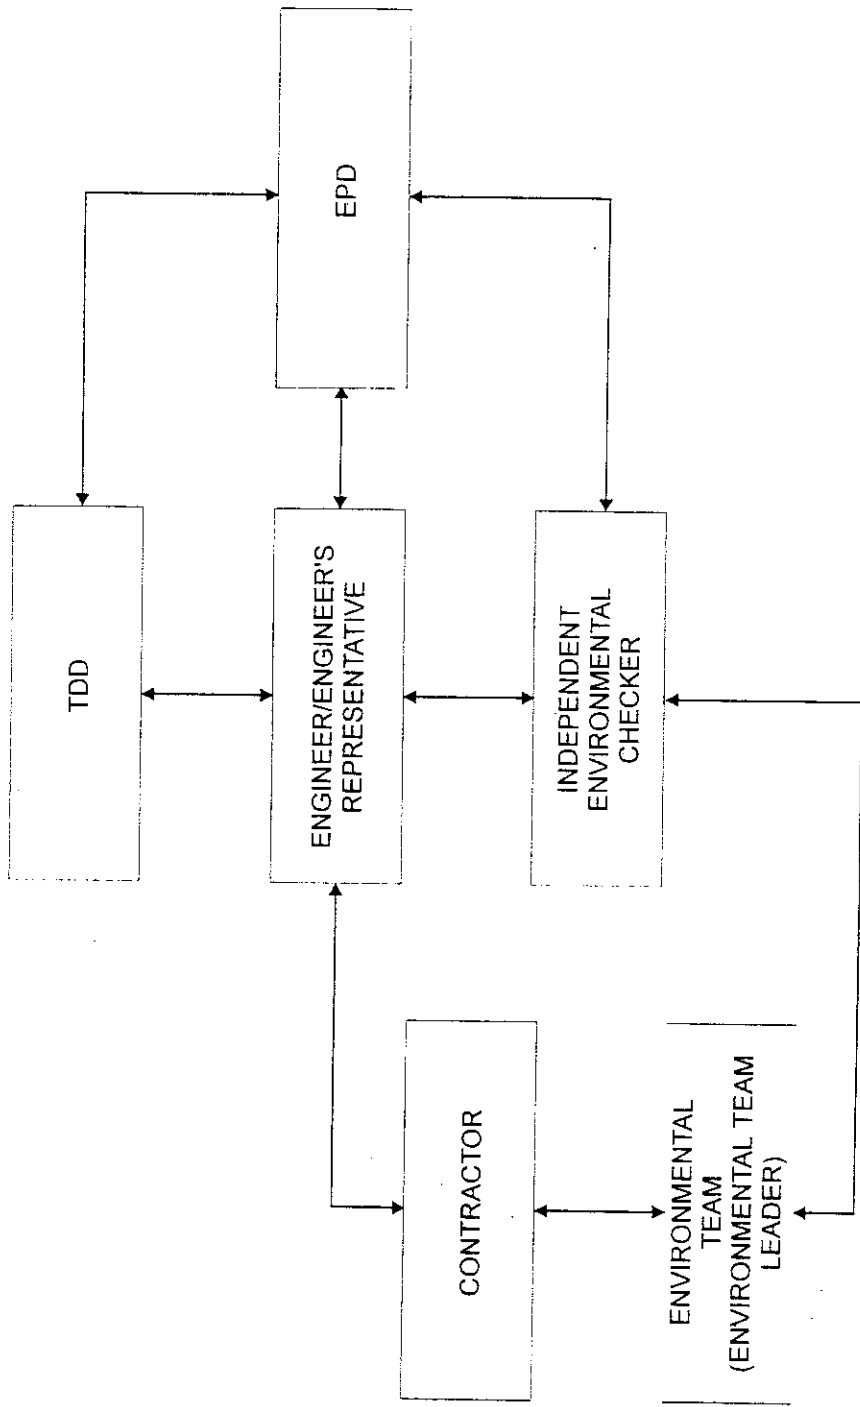 TDD
EPD
ENGINEER/ENGINEER'S
REPRESENTATIVE
INDEPENDENT
ENVIRONMENTAL
CHECKER
CONTRACTOR
ENVIRONMENTAL
TEAM
(ENVIRONMENTAL TEAM
LEADER)